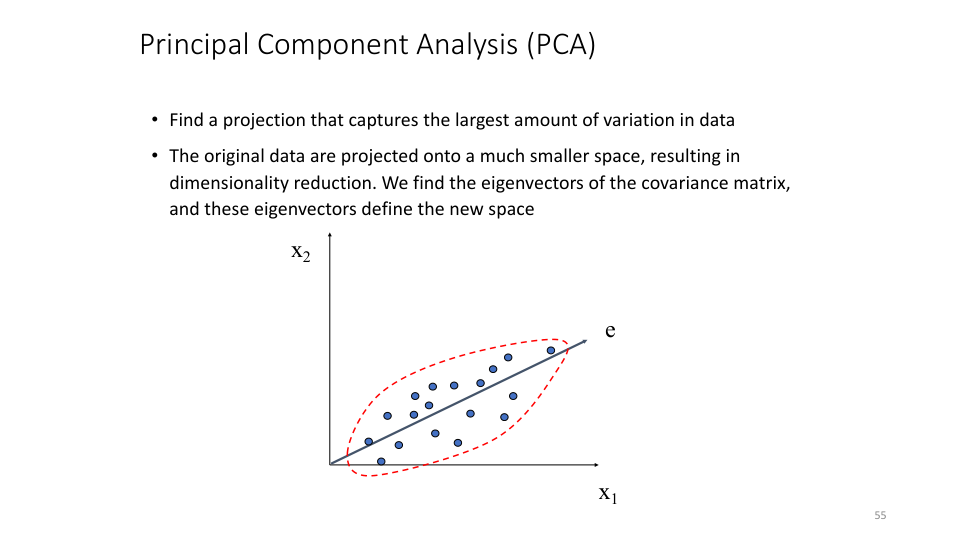 Principal Component Analysis (PCA)
• Find a projection that captures the largest amount of variation in data
• The original data are projected onto a much smaller space, resulting in
dimensionality reduction. We find the eigenvectors of the covariance matrix,
and these eigenvectors define the new space
x2
e
x1
55